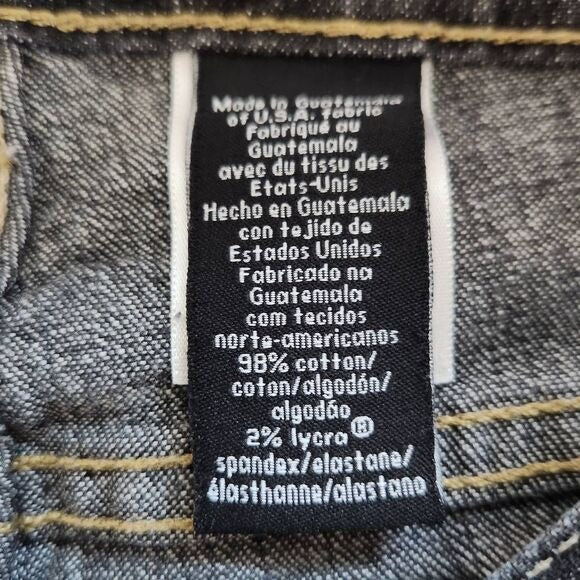 Made in Guatemala
of U.S.A. fabric
Fabriqué au
Guatemala
avec du tissu des
Etats-Unis
Hecho en Guatemala
con tejido de
Estados Unidos
Fabricado na
Guatemala
com tecidos
norte-americanos
98% cotton/
coton/algodón/
algodáo
2% lycra®
spandex/elastane/
élasthanne/alastano